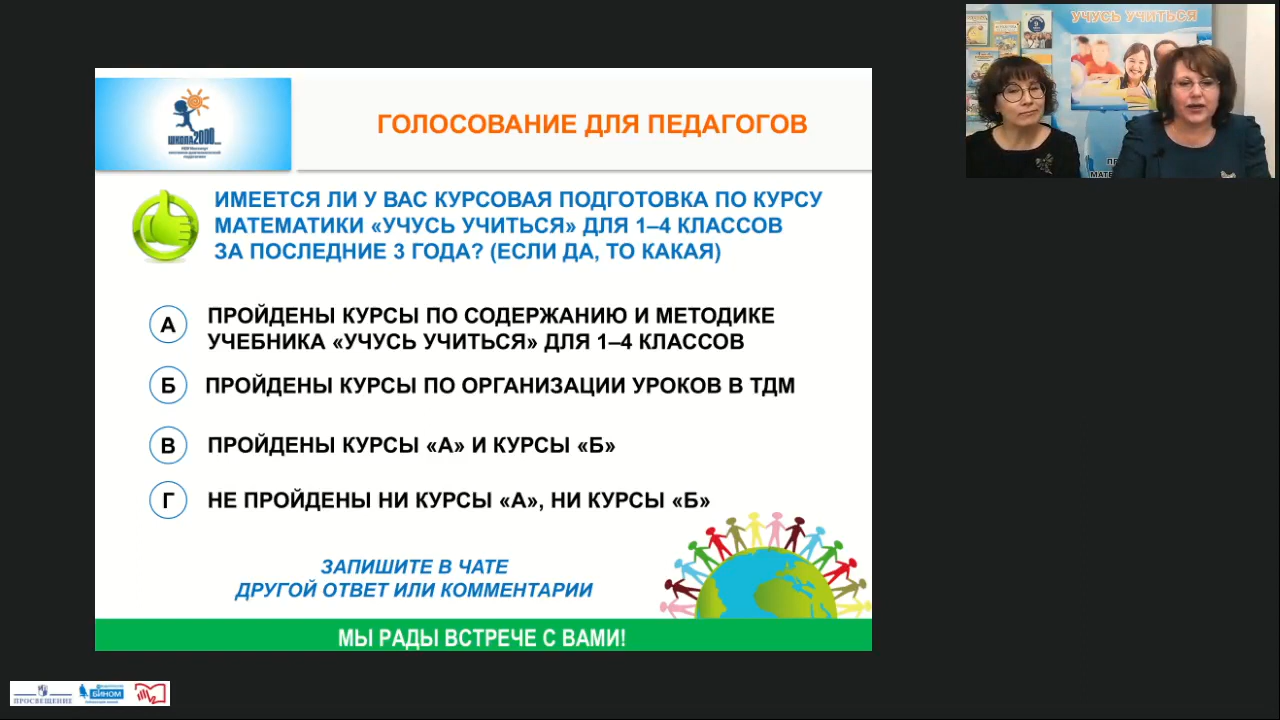 УЧУСЬ УЧИТЬСЯ
ШКОЛА2000
ГОЛОСОВАНИЕ ДЛЯ ПЕДАГОГОВ
ИМЕЕТСЯ ЛИ У ВАС КУРСОВАЯ ПОДГОТОВКА ПО КУРСУ
МАТЕМАТИКИ «УЧУСЬ УЧИТЬСЯ» ДЛЯ 1–4 КЛАССОВ
ЗА ПОСЛЕДНИЕ 3 ГОДА? (ЕСЛИ ДА, ТО КАКАЯ)
А ПРОЙДЕНЫ КУРСЫ ПО СОДЕРЖАНИЮ И МЕТОДИКЕ
УЧЕБНИКА «УЧУСЬ УЧИТЬСЯ» ДЛЯ 1–4 КЛАССОВ
Б ПРОЙДЕНЫ КУРСЫ ПО ОРГАНИЗАЦИИ УРОКОВ В ТДМ
В ПРОЙДЕНЫ КУРСЫ «А» И КУРСЫ «Б»
Г НЕ ПРОЙДЕНЫ НИ КУРСЫ «А», НИ КУРСЫ «Б»
ЗАПИШИТЕ В ЧАТЕ
ДРУГОЙ ОТВЕТ ИЛИ КОММЕНТАРИИ
МЫ РАДЫ ВСТРЕЧЕ С ВАМИ!
ПРОСВЕЩЕНИЕ
БИНОМ